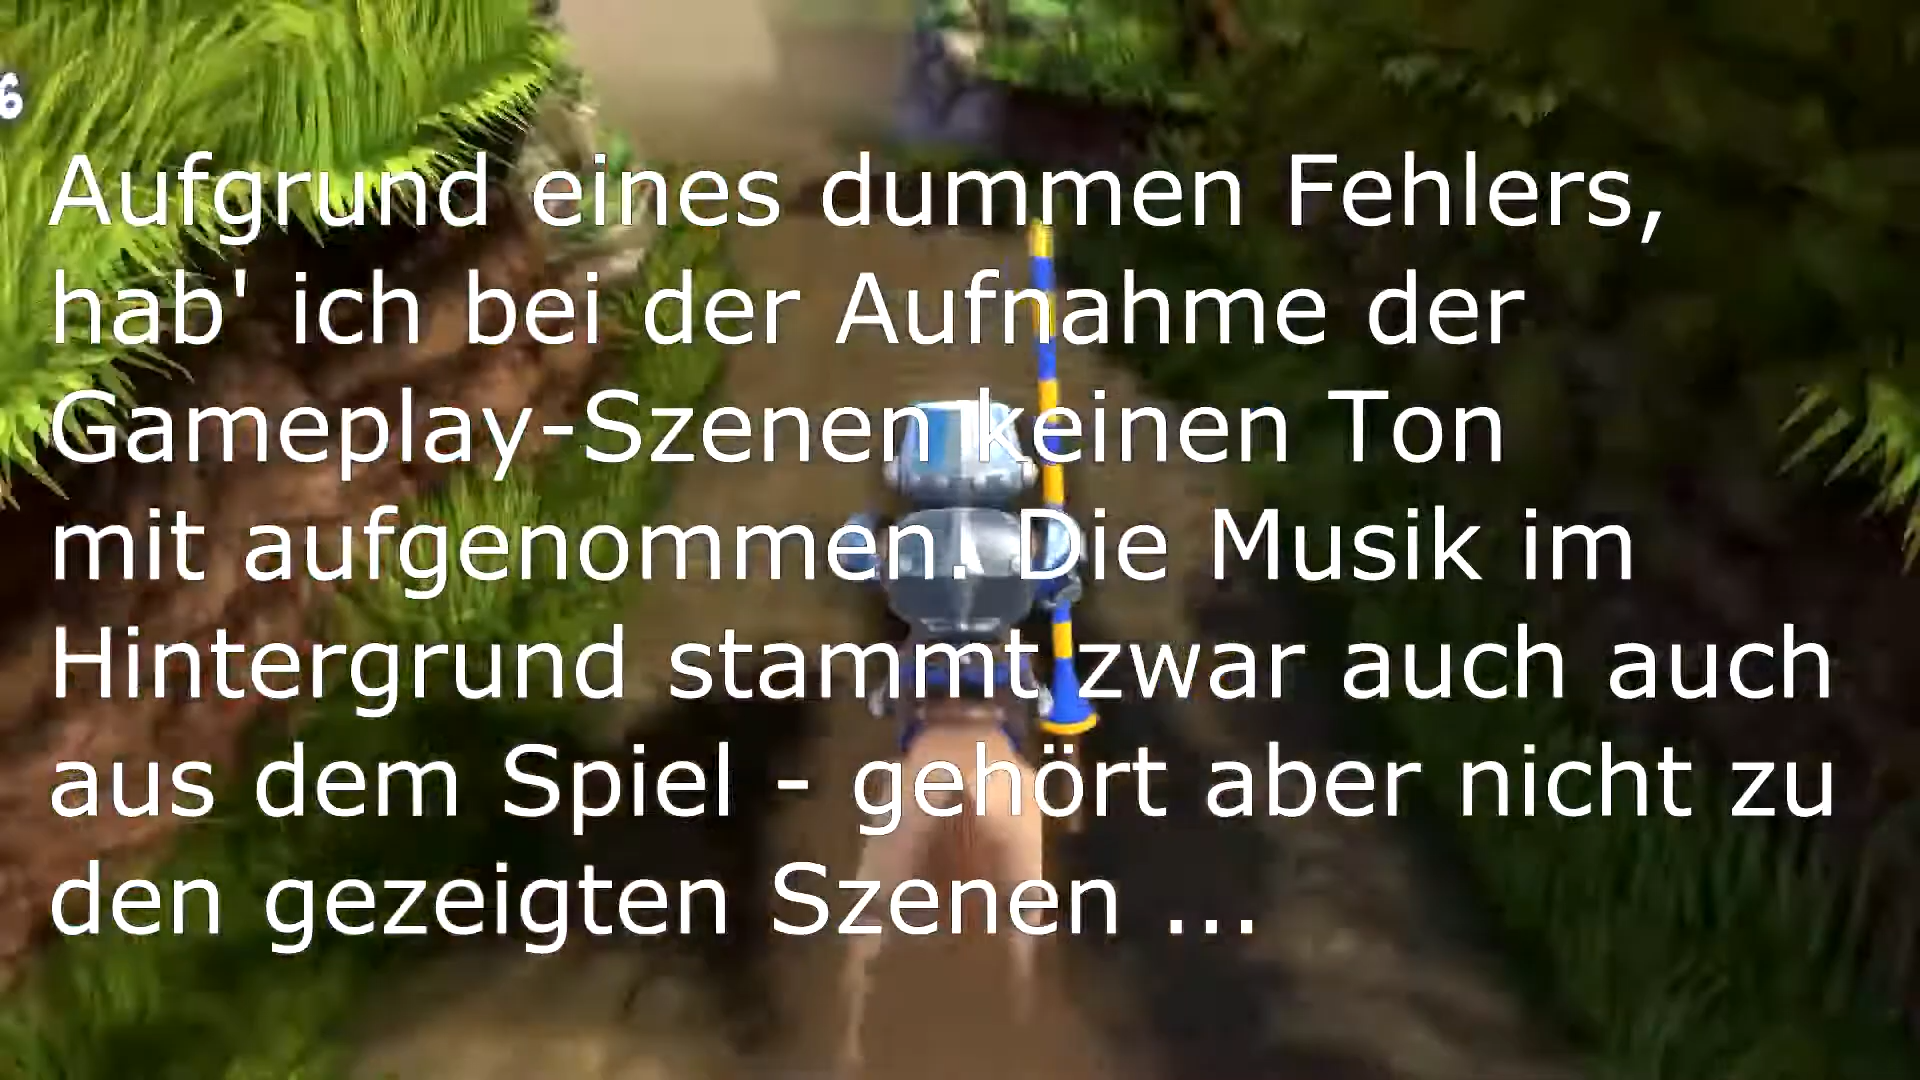 6
Aufgrund eines dummen Fehlers,
hab' ich bei der Aufnahme der
Gameplay-Szenen keinen Ton
mit aufgenommen. Die Musik im
Hintergrund stammt zwar auch auch
aus dem Spiel - gehört aber nicht zu
den gezeigten Szenen ...